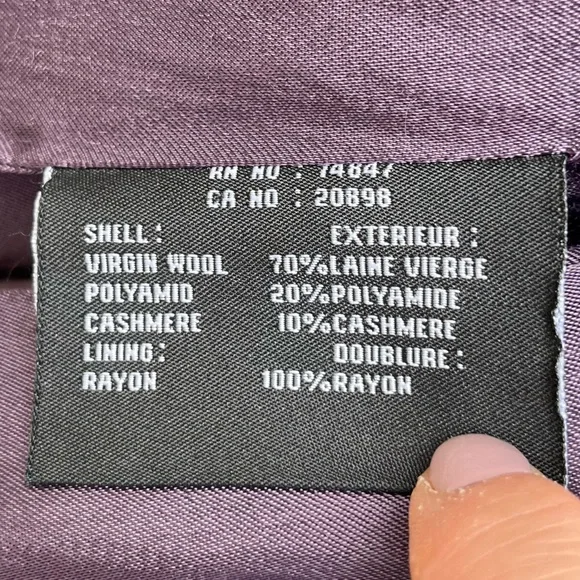 RN NO : 74847
CA NO : 20898
SHELL : EXTERIEUR :
VIRGIN WOOL 70%LAINE VIERGE
POLYAMID 20%POLYAMIDE
CASHMERE 10%CASHMERE
LINING: DOUBLURE :
RAYON 100%RAYON